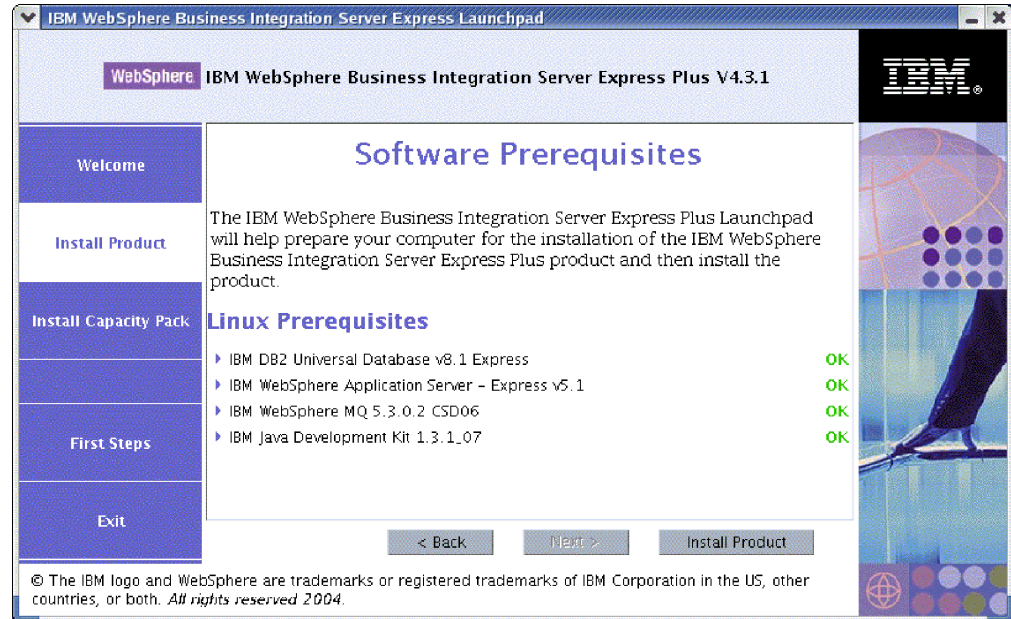 IBM WebSphere Business Integration Server Express Launchpad
WebSphere IBM WebSphere Business Integration Server Express Plus V4.3.1
IBM®
Welcome
Install Product
Install Capacity Pack
First Steps
Exit
Software Prerequisites
The IBM WebSphere Business Integration Server Express Plus Launchpad
will help prepare your computer for the installation of the IBM WebSphere
Business Integration Server Express Plus product and then install the
product.
Linux Prerequisites
IBM DB2 Universal Database v8.1 Express OK
IBM WebSphere Application Server – Express v5.1 OK
IBM WebSphere MQ 5.3.0.2 CSD06 OK
IBM Java Development Kit 1.3.1_07 OK
< Back Next > Install Product
© The IBM logo and WebSphere are trademarks or registered trademarks of IBM Corporation in the US, other
countries, or both. All rights reserved 2004.